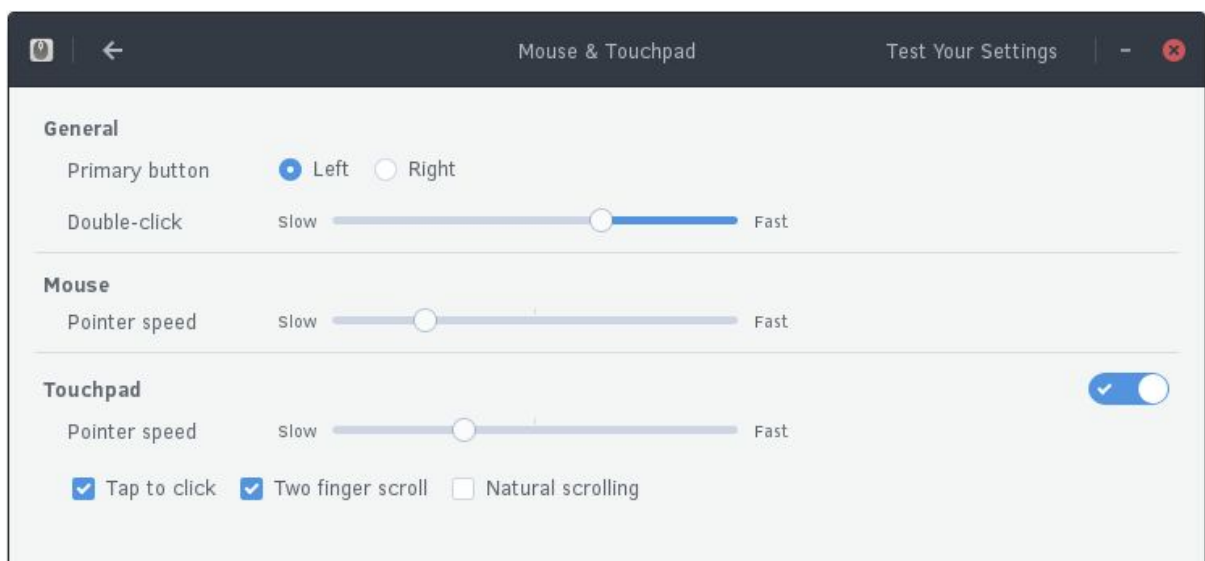 Mouse & Touchpad Test Your Settings
General
Primary button Left Right
Double-click Slow Fast
Mouse
Pointer speed Slow Fast
Touchpad
Pointer speed Slow Fast
Tap to click Two finger scroll Natural scrolling